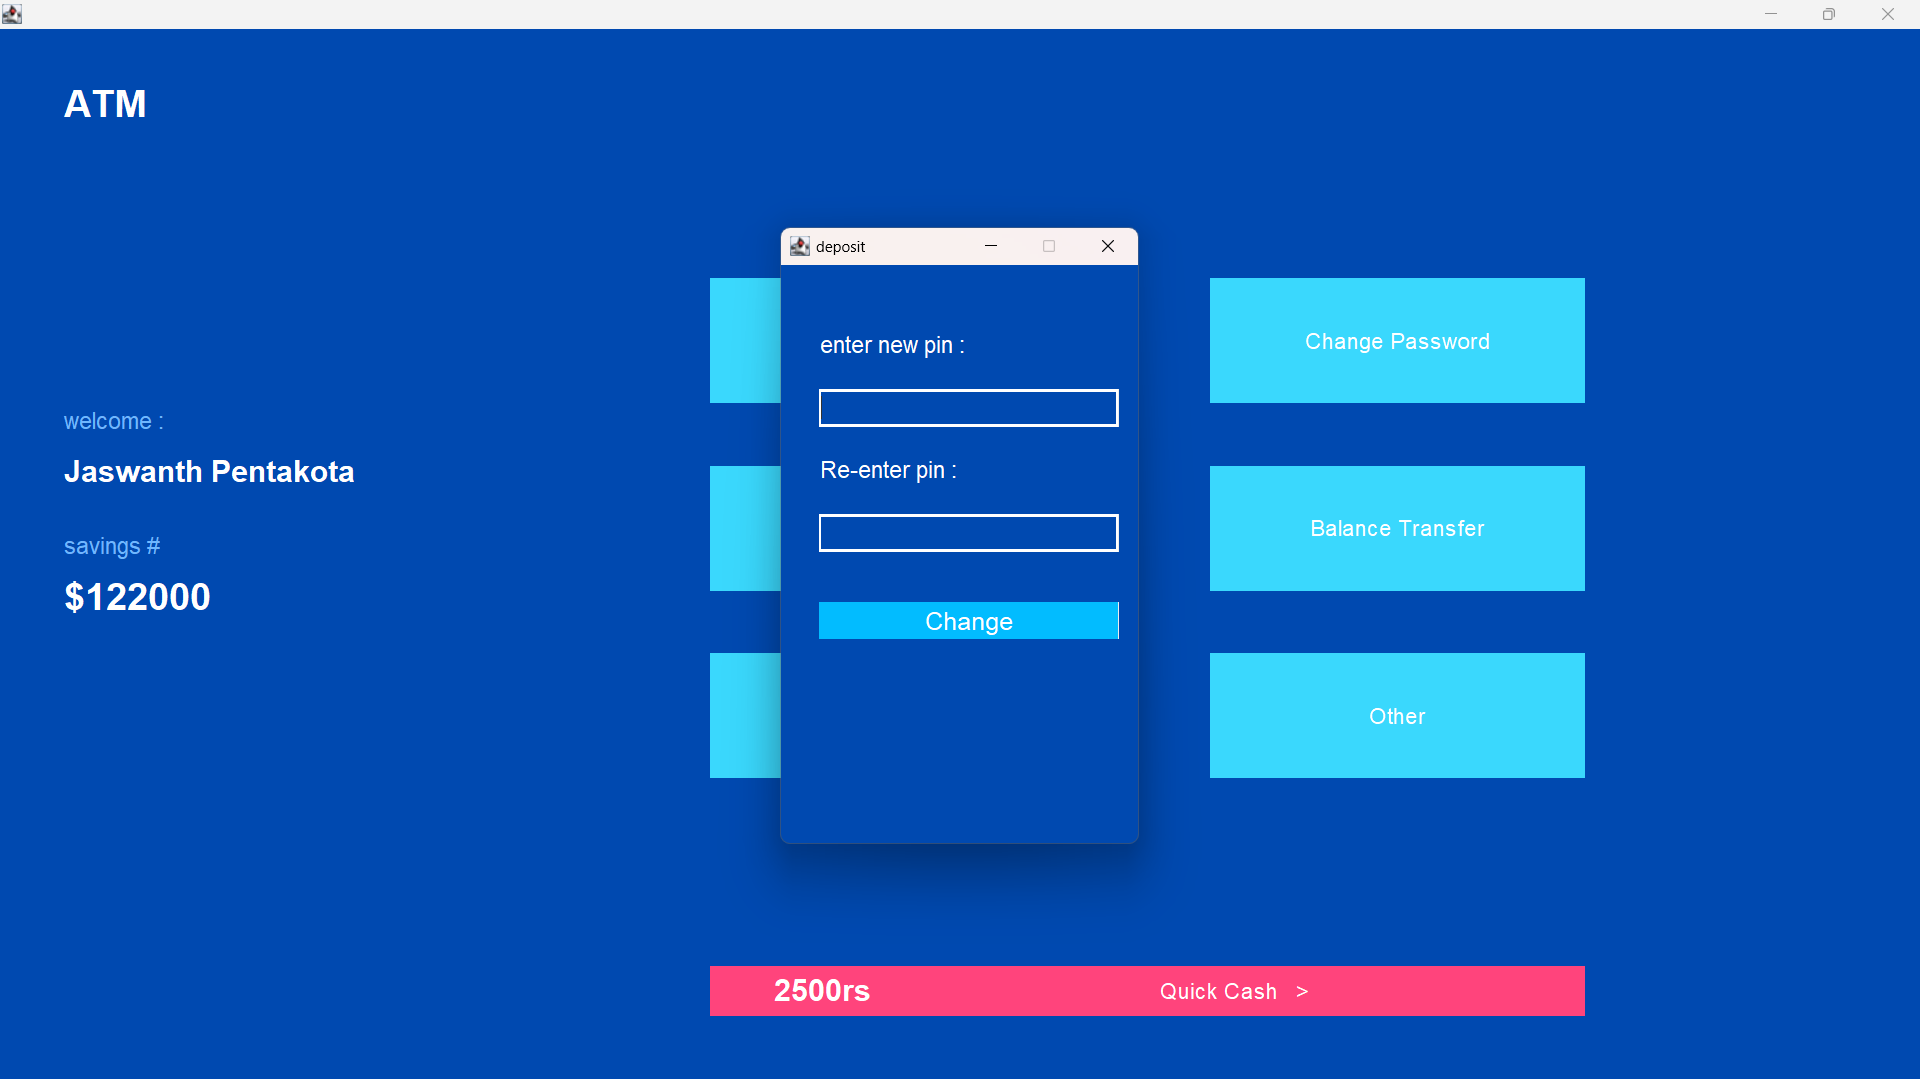 ATM
welcome :
Jaswanth Pentakota
savings #
$122000
deposit
enter new pin :
Re-enter pin :
Change
Change Password
Balance Transfer
Other
2500rs
Quick Cash >